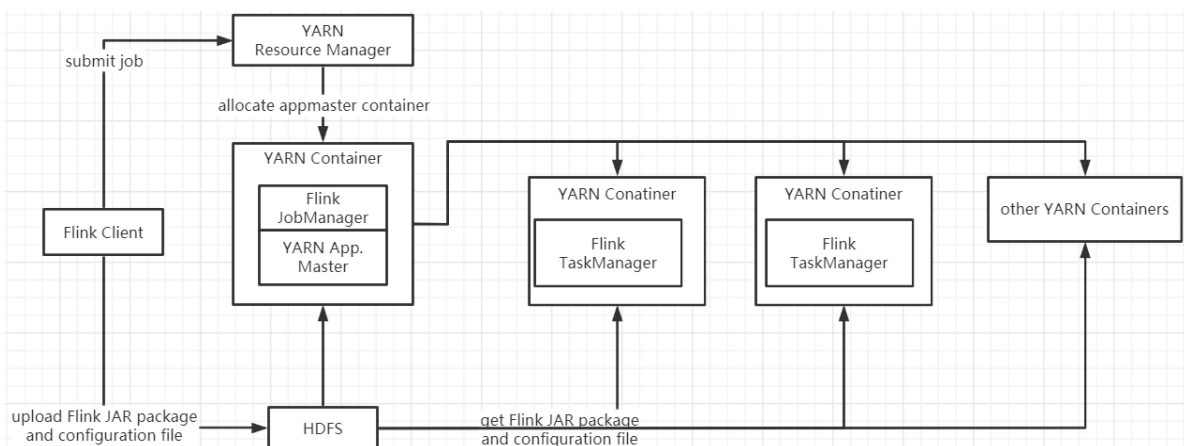 YARN
Resource Manager
submit job
allocate appmaster container
YARN Container
Flink
JobManager
YARN App.
Master
YARN Conatiner
Flink
TaskManager
YARN Conatiner
Flink
TaskManager
other YARN Containers
Flink Client
upload Flink JAR package
and configuration file
HDFS
get Flink JAR package
and configuration file